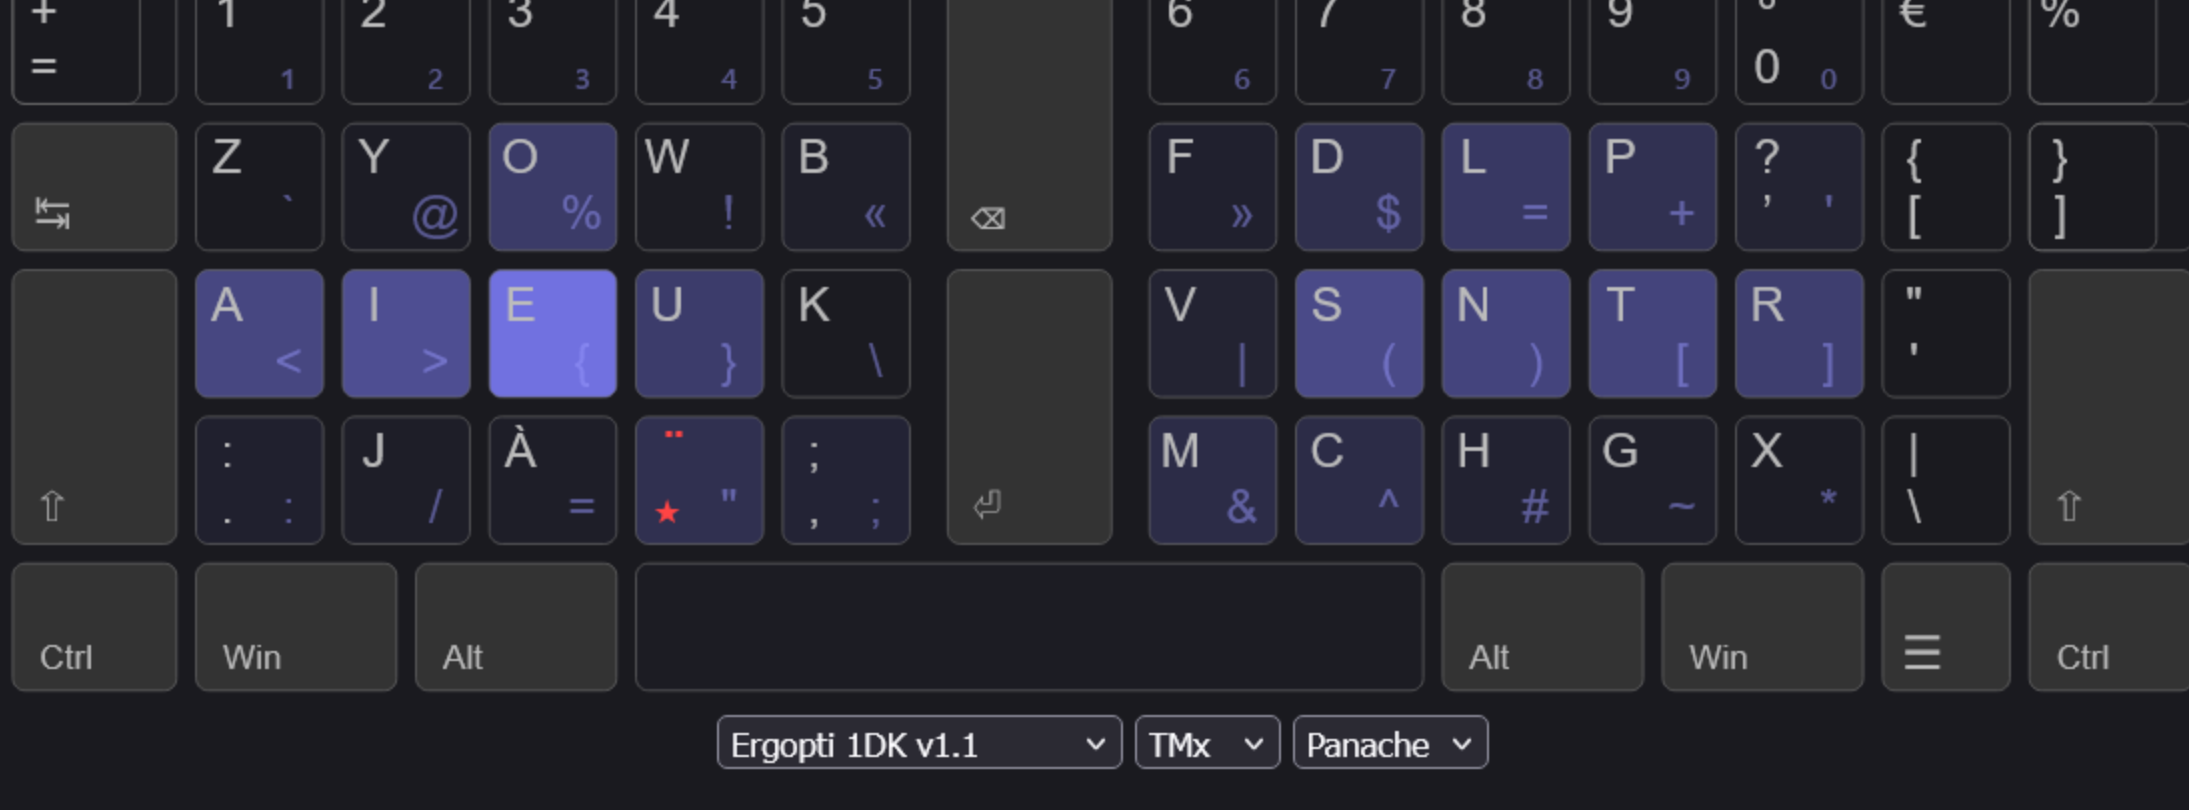 + 1 2 3 4 5 6 7 8 9 ° € %
= 1 2 3 4 5 6 7 8 9 0 0
Z Y O W B F D L P ? { }
` @ % ! « » $ = + ’ ' [ ]
A I E U K V S N T R "
< > { } \ | ( ) [ ] '
: J À ¨ ; M C H G X |
. : / = ★ " , ; & ^ # ~ * \
Ctrl Win Alt Alt Win Ctrl
Ergopti 1DK v1.1 TMx Panache